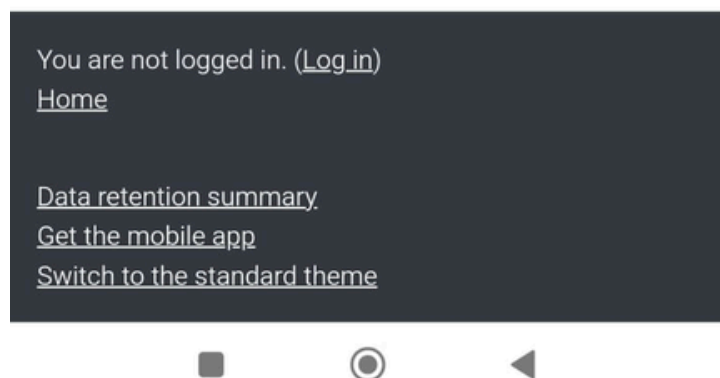 You are not logged in. (Log in)
Home
Data retention summary
Get the mobile app
Switch to the standard theme